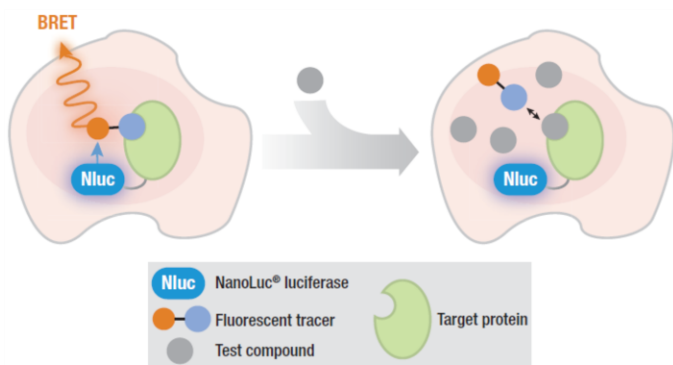 BRET
Nluc
Nluc
Nluc NanoLuc® luciferase
Fluorescent tracer
Target protein
Test compound